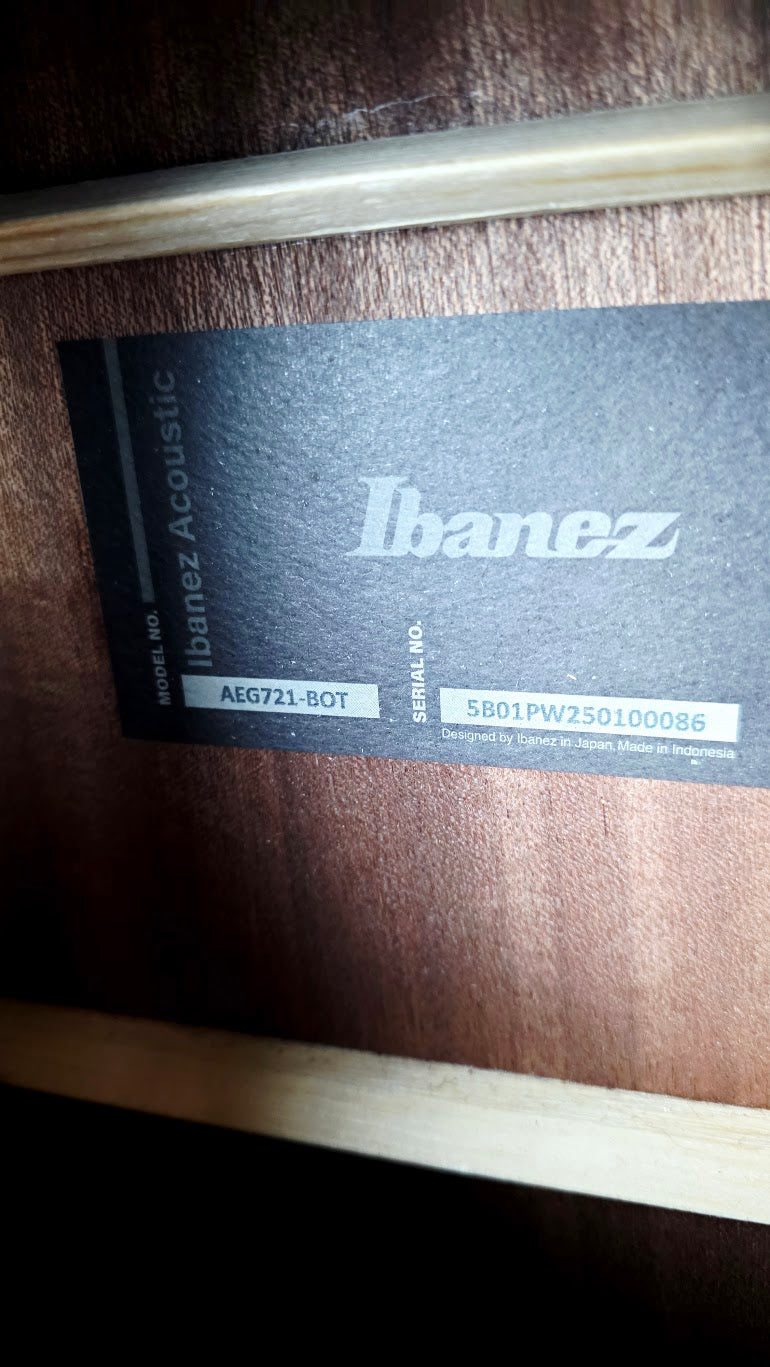 Ibanez Acoustic
Ibanez
MODEL NO.
AEG721-BOT
SERIAL NO.
5B01PW250100086
Designed by Ibanez in Japan. Made in Indonesia